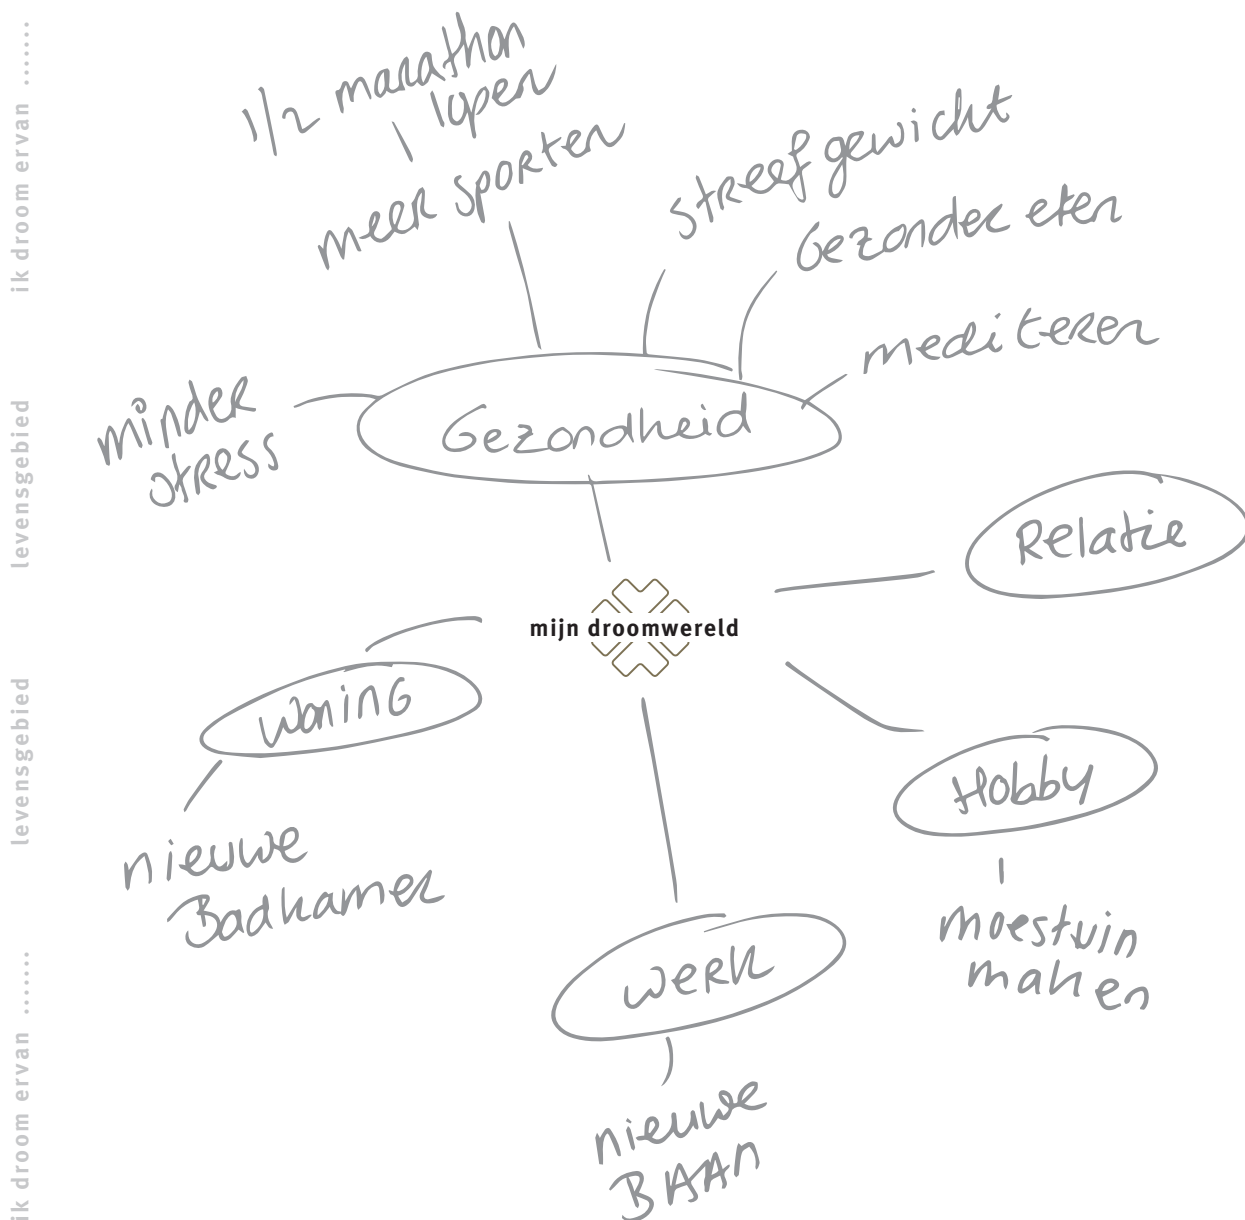 ik droom ervan .......
levensgebied
levensgebied
ik droom ervan .......
1/2 marathon
lopen
meer sporten
streefgewicht
Gezonder eten
mediteren
minder
stress
Gezondheid
Relatie
mijn droomwereld
woning
nieuwe
Badkamer
Hobby
moestuin
maken
werk
nieuwe
BAAn